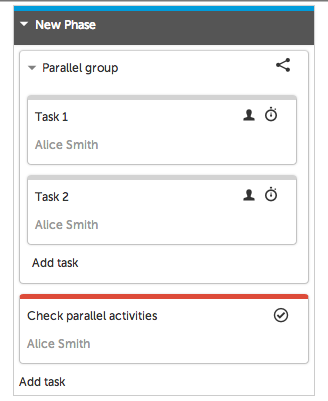 New Phase
Parallel group
Task 1
Alice Smith
Task 2
Alice Smith
Add task
Check parallel activities
Alice Smith
Add task